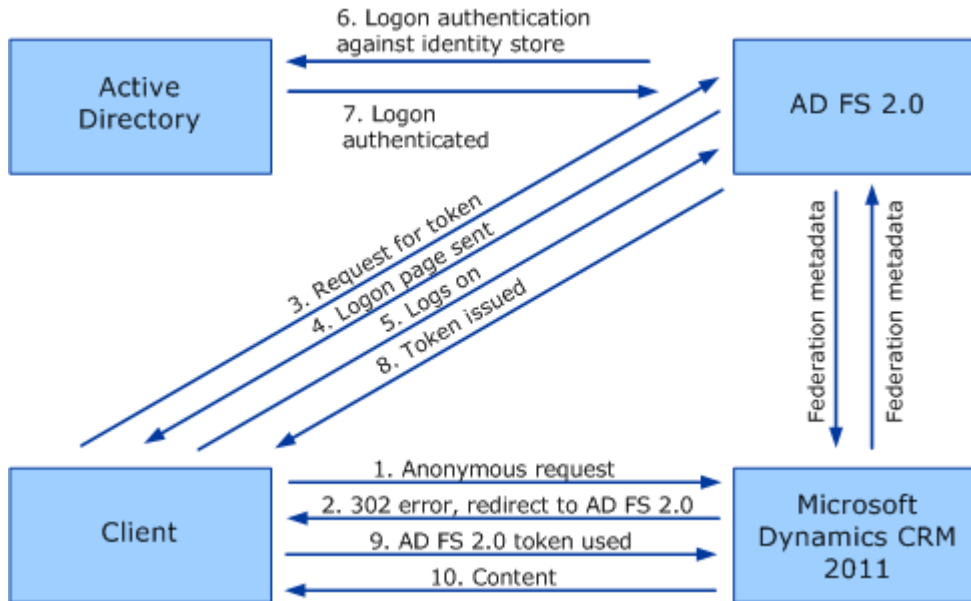 6. Logon authentication
against identity store
Active
Directory
AD FS 2.0
7. Logon
authenticated
3. Request for token
4. Logon page sent
5. Logs on
8. Token issued
Federation metadata
Federation metadata
Client
1. Anonymous request
2. 302 error, redirect to AD FS 2.0
9. AD FS 2.0 token used
10. Content
Microsoft
Dynamics CRM
2011